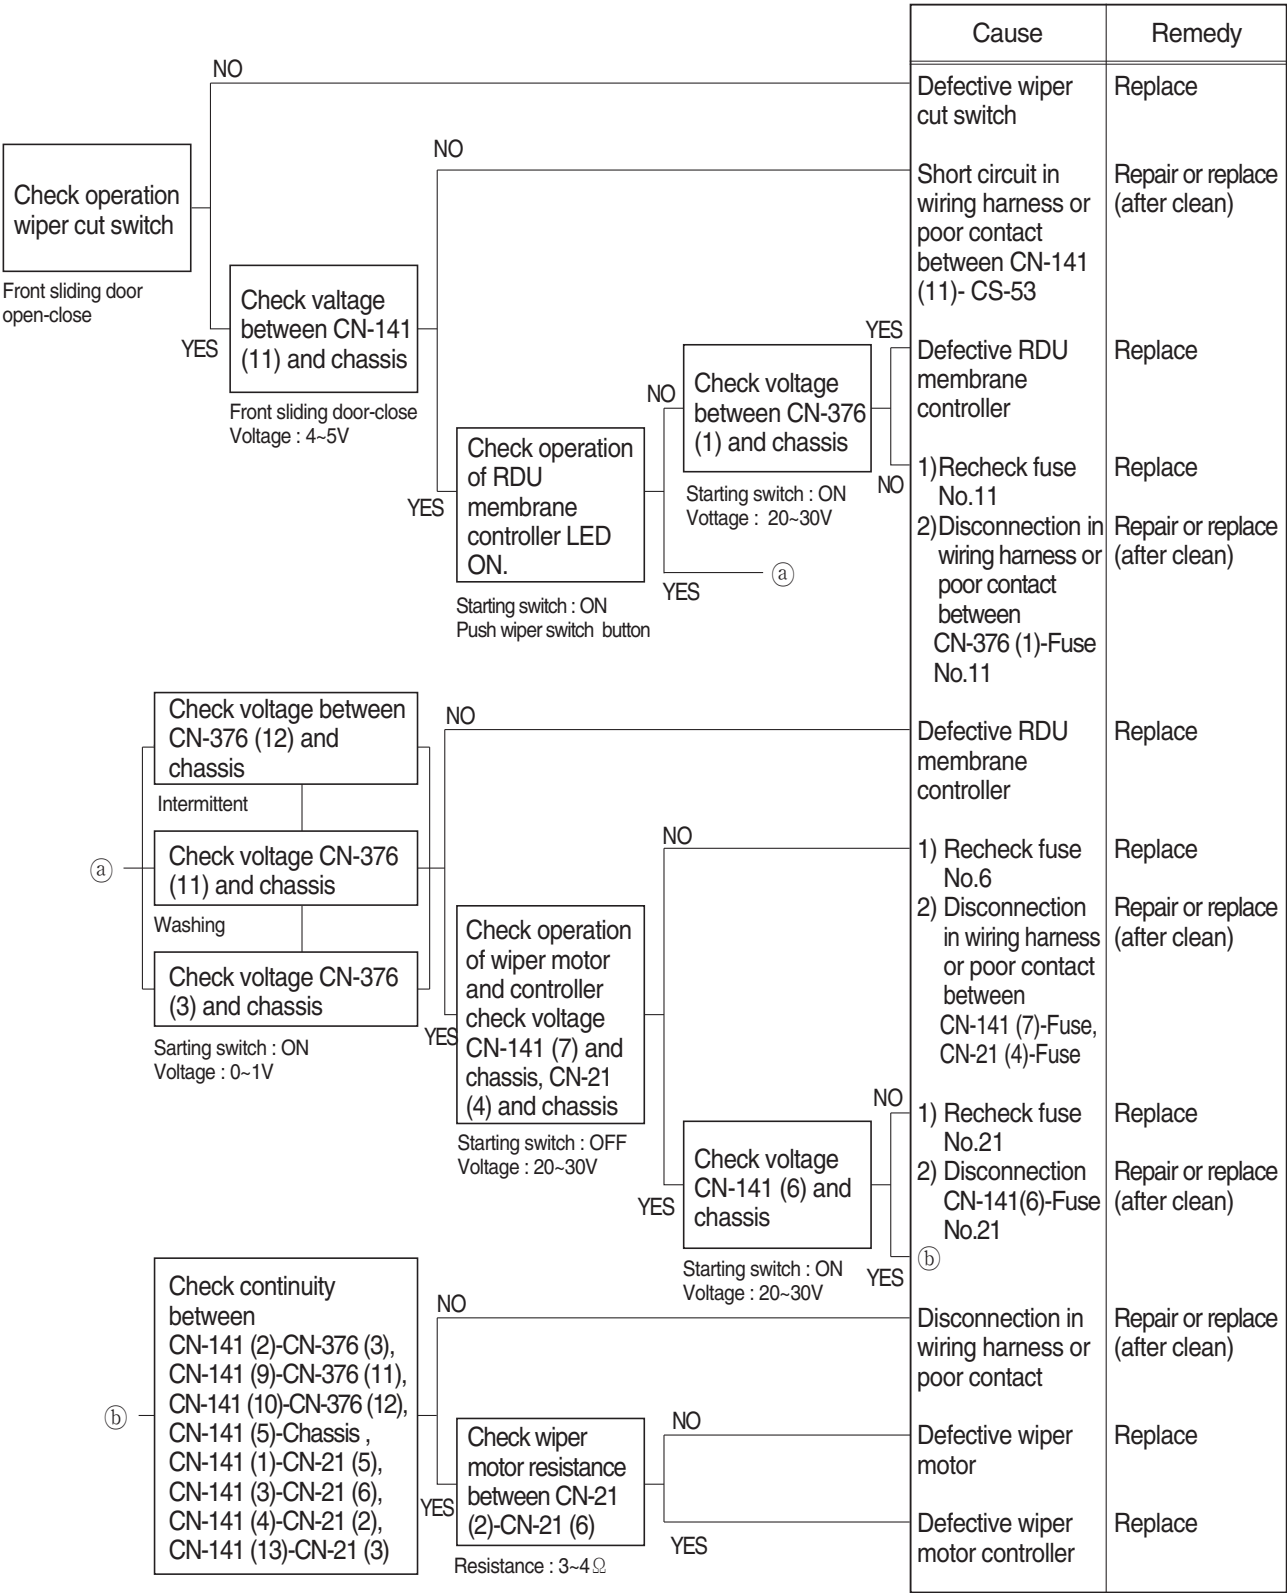 Cause
Remedy
NO
Defective wiper
cut switch
Replace
Check operation
wiper cut switch
Front sliding door
open-close
NO
Short circuit in
wiring harness or
poor contact
between CN-141
(11)- CS-53
Repair or replace
(after clean)
YES
Check valtage
between CN-141
(11) and chassis
Front sliding door-close
Voltage : 4~5V
YES
Check operation
of RDU
membrane
controller LED
ON.
Starting switch : ON
Push wiper switch button
NO
Check voltage
between CN-376
(1) and chassis
Starting switch : ON
Vottage : 20~30V
YES
Defective RDU
membrane
controller
Replace
NO
1)Recheck fuse
No.11
Replace
2)Disconnection in
wiring harness or
poor contact
between
CN-376 (1)-Fuse
No.11
Repair or replace
(after clean)
YES
ⓐ
ⓐ
Check voltage between
CN-376 (12) and
chassis
Intermittent
Check voltage CN-376
(11) and chassis
Washing
Check voltage CN-376
(3) and chassis
Sarting switch : ON
Voltage : 0~1V
NO
Defective RDU
membrane
controller
Replace
YES
Check operation
of wiper motor
and controller
check voltage
CN-141 (7) and
chassis, CN-21
(4) and chassis
Starting switch : OFF
Voltage : 20~30V
NO
1) Recheck fuse
No.6
Replace
2) Disconnection
in wiring harness
or poor contact
between
CN-141 (7)-Fuse,
CN-21 (4)-Fuse
Repair or replace
(after clean)
YES
Check voltage
CN-141 (6) and
chassis
Starting switch : ON
Voltage : 20~30V
NO
1) Recheck fuse
No.21
Replace
2) Disconnection
CN-141(6)-Fuse
No.21
Repair or replace
(after clean)
YES
ⓑ
ⓑ
Check continuity
between
CN-141 (2)-CN-376 (3),
CN-141 (9)-CN-376 (11),
CN-141 (10)-CN-376 (12),
CN-141 (5)-Chassis ,
CN-141 (1)-CN-21 (5),
CN-141 (3)-CN-21 (6),
CN-141 (4)-CN-21 (2),
CN-141 (13)-CN-21 (3)
NO
Disconnection in
wiring harness or
poor contact
Repair or replace
(after clean)
YES
Check wiper
motor resistance
between CN-21
(2)-CN-21 (6)
Resistance : 3~4Ω
NO
Defective wiper
motor
Replace
YES
Defective wiper
motor controller
Replace